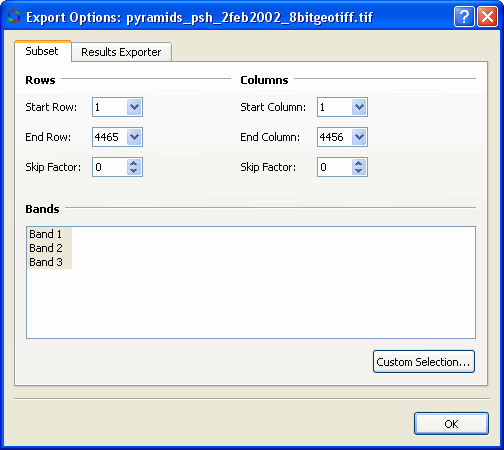 Export Options: pyramids_psh_2feb2002_8bitgeotiff.tif
Subset Results Exporter
Rows Columns
Start Row: 1 Start Column: 1
End Row: 4465 End Column: 4456
Skip Factor: 0 Skip Factor: 0
Bands
Band 1
Band 2
Band 3
Custom Selection...
OK